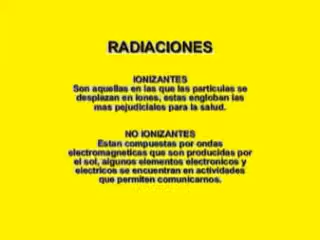 RADIACIONES
IONIZANTES
Son aquellas en las que las particulas se
desplazan en iones, estas engloban las
mas pejudiciales para la salud.
NO IONIZANTES
Estan compuestas por ondas
electromagneticas que son producidas por
el sol, algunos elementos electronicos y
electricos se encuentran en actividades
que permiten comunicarnos.